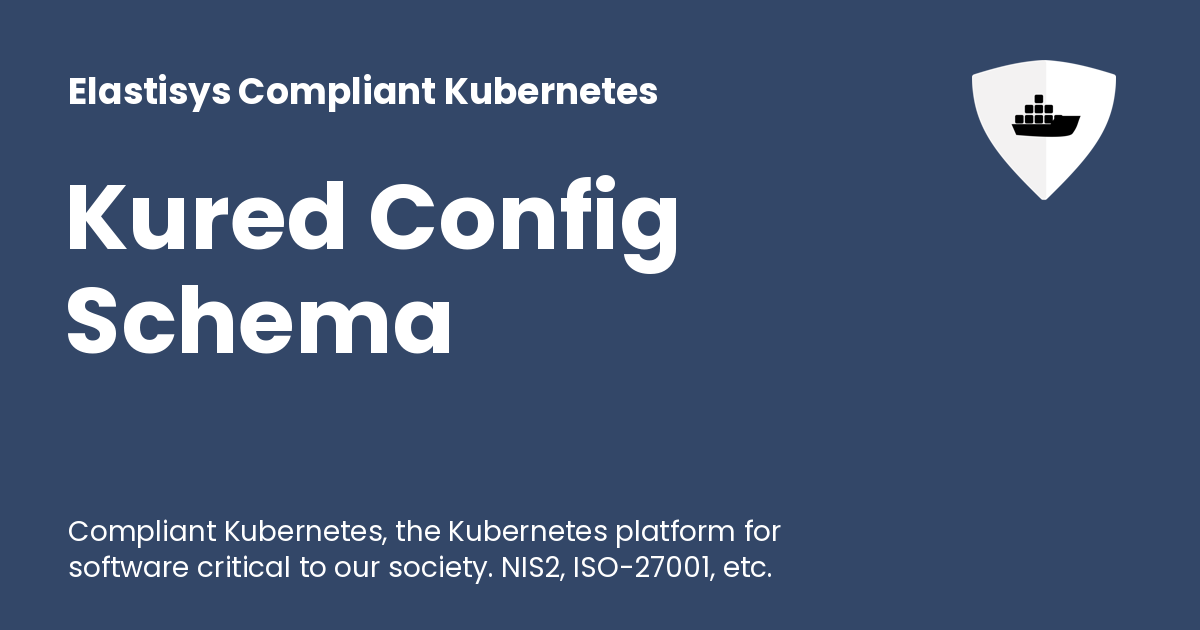 Elastisys Compliant Kubernetes
Kured Config
Schema
Compliant Kubernetes, the Kubernetes platform for
software critical to our society. NIS2, ISO-27001, etc.